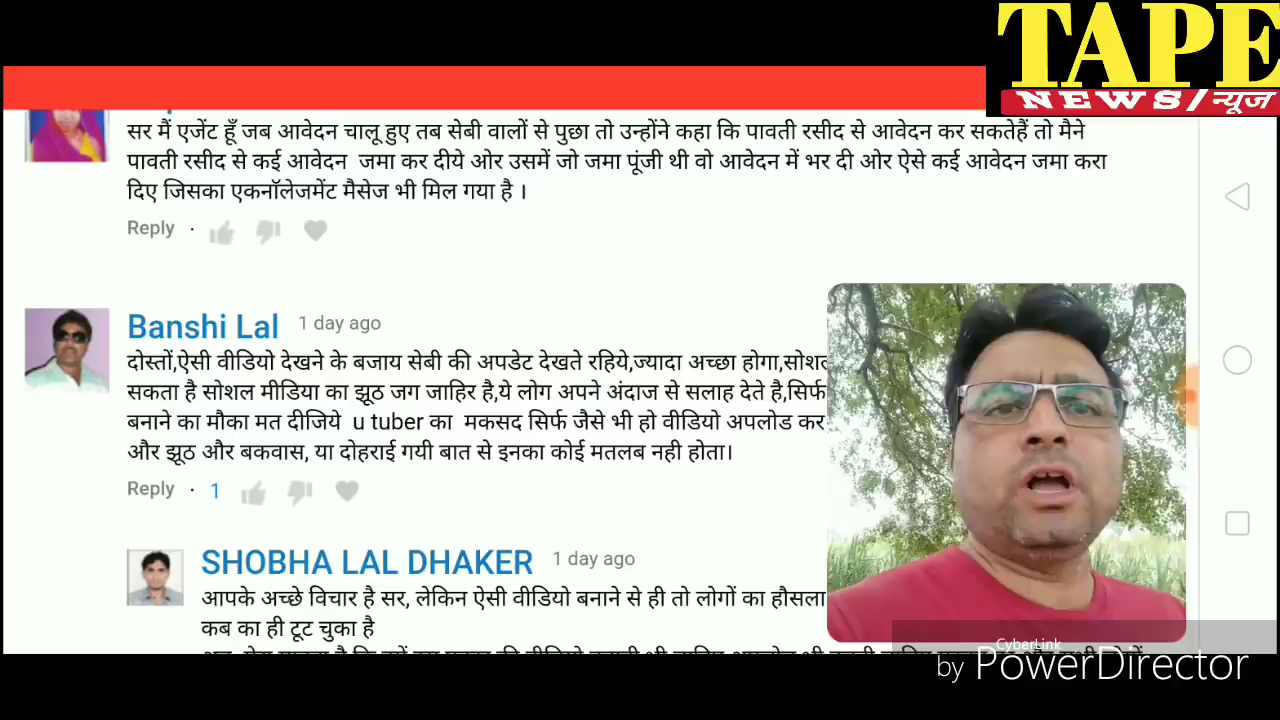 TAPE
NEWS/न्यूज
सर मैं एजेंट हूँ जब आवेदन चालू हुए तब सेबी वालों से पुछा तो उन्होंने कहा कि पावती रसीद से आवेदन कर सकतेहैं तो मैने
पावती रसीद से कई आवेदन जमा कर दीये ओर उसमें जो जमा पूंजी थी वो आवेदन में भर दी ओर ऐसे कई आवेदन जमा करा
दिए जिसका एकनॉलेजमेंट मैसेज भी मिल गया है ।
Reply ·
Banshi Lal 1 day ago
दोस्तों,ऐसी वीडियो देखने के बजाय सेबी की अपडेट देखते रहिये,ज्यादा अच्छा होगा,सोशल
सकता है सोशल मीडिया का झूठ जग जाहिर है,ये लोग अपने अंदाज से सलाह देते है,सिर्फ
बनाने का मौका मत दीजिये u tuber का मकसद सिर्फ जैसे भी हो वीडियो अपलोड कर
और झूठ और बकवास, या दोहराई गयी बात से इनका कोई मतलब नही होता।
Reply · 1
SHOBHA LAL DHAKER 1 day ago
आपके अच्छे विचार है सर, लेकिन ऐसी वीडियो बनाने से ही तो लोगों का हौसला
कब का ही टूट चुका है
CyberLink
by PowerDirector